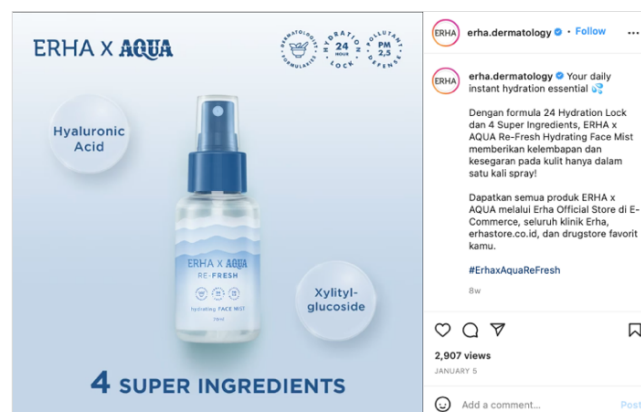 ERHA X AQUA
DERMATOLOGIST FORMULARIES
HYDRATION
24
HOUR
LOCK
POLLUTANT
PM
2,5
DEFENSE
Hyaluronic
Acid
ERHA X AQUA
RE-FRESH
hydrating FACE MIST
Xylityl-
glucoside
4 SUPER INGREDIENTS
ERHA
erha.dermatology • Follow
ERHA
erha.dermatology Your daily
instant hydration essential 💦
Dengan formula 24 Hydration Lock
dan 4 Super Ingredients, ERHA x
AQUA Re-Fresh Hydrating Face Mist
memberikan kelembapan dan
kesegaran pada kulit hanya dalam
satu kali spray!
Dapatkan semua produk ERHA x
AQUA melalui Erha Official Store di E-
Commerce, seluruh klinik Erha,
erhastore.co.id, dan drugstore favorit
kamu.
#ErhaxAquaReFresh
8w
2,907 views
JANUARY 5
Add a comment...
Post